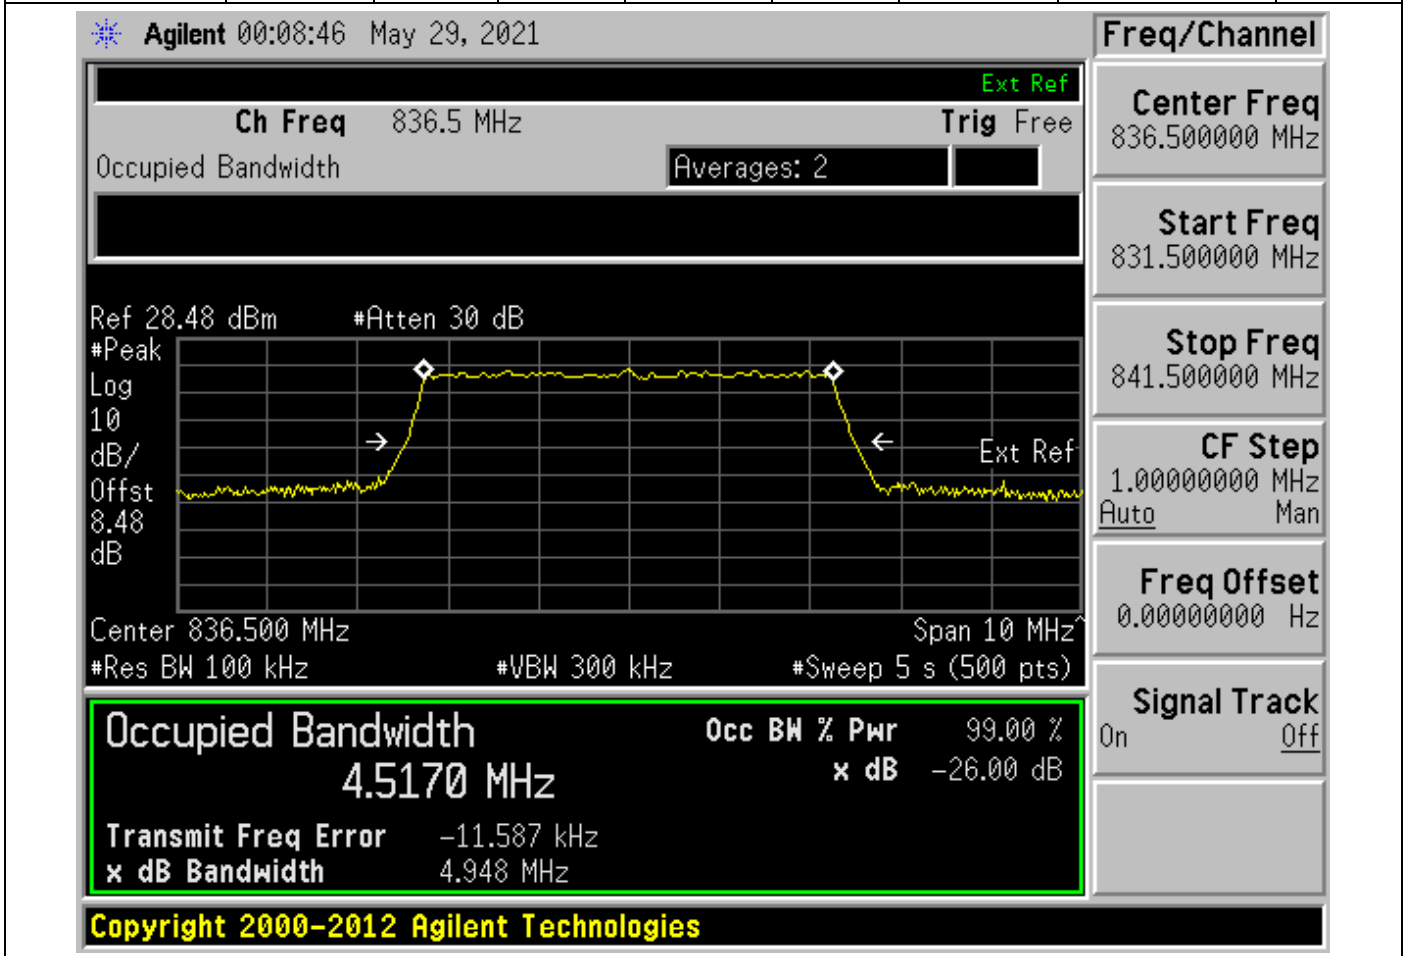 Agilent 00:08:46 May 29, 2021
Freq/Channel
Ext Ref
Ch Freq 836.5 MHz Trig Free
Occupied Bandwidth Averages: 2
Center Freq
836.500000 MHz
Start Freq
831.500000 MHz
Stop Freq
841.500000 MHz
CF Step
1.00000000 MHz
Auto Man
Freq Offset
0.00000000 Hz
Signal Track
On Off
Ref 28.48 dBm #Atten 30 dB
#Peak
Log
10
dB/
Offst
8.48
dB
Ext Ref
Center 836.500 MHz Span 10 MHz^
#Res BW 100 kHz #VBW 300 kHz #Sweep 5 s (500 pts)
Occupied Bandwidth
4.5170 MHz
Occ BW % Pwr 99.00 %
x dB -26.00 dB
Transmit Freq Error -11.587 kHz
x dB Bandwidth 4.948 MHz
Copyright 2000-2012 Agilent Technologies